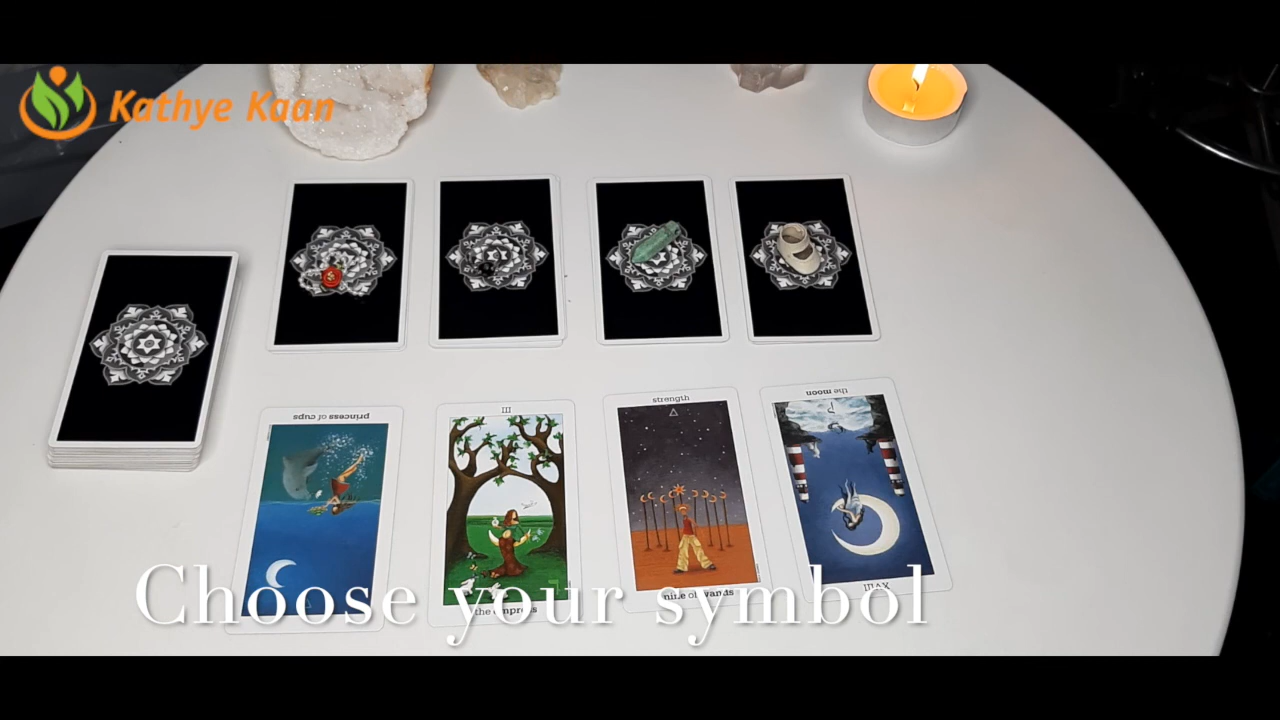 Kathye Kaan
princess of cups
III
strength
the moon
the empress
nine of wands
XVIII
Choose your symbol